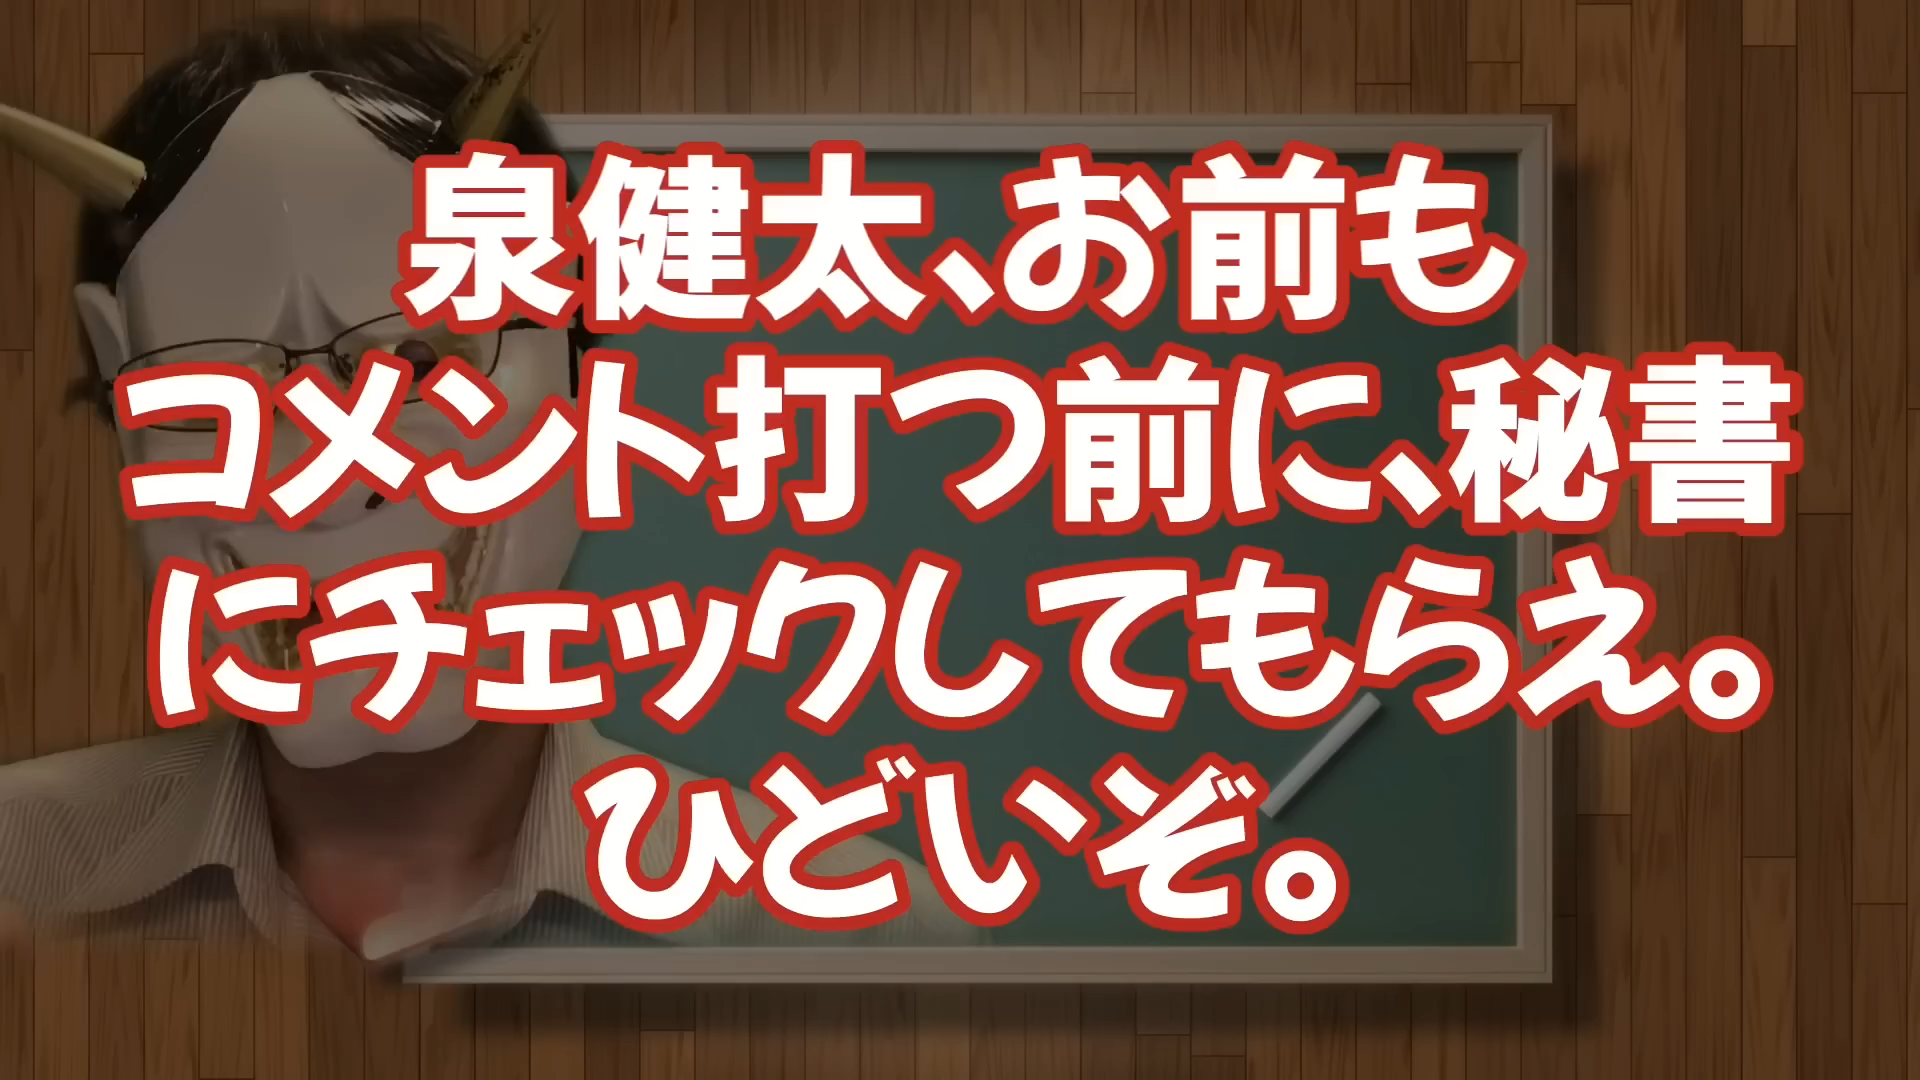 泉健太、お前も
コメント打つ前に、秘書
にチェックしてもらえ。
ひどいぞ。